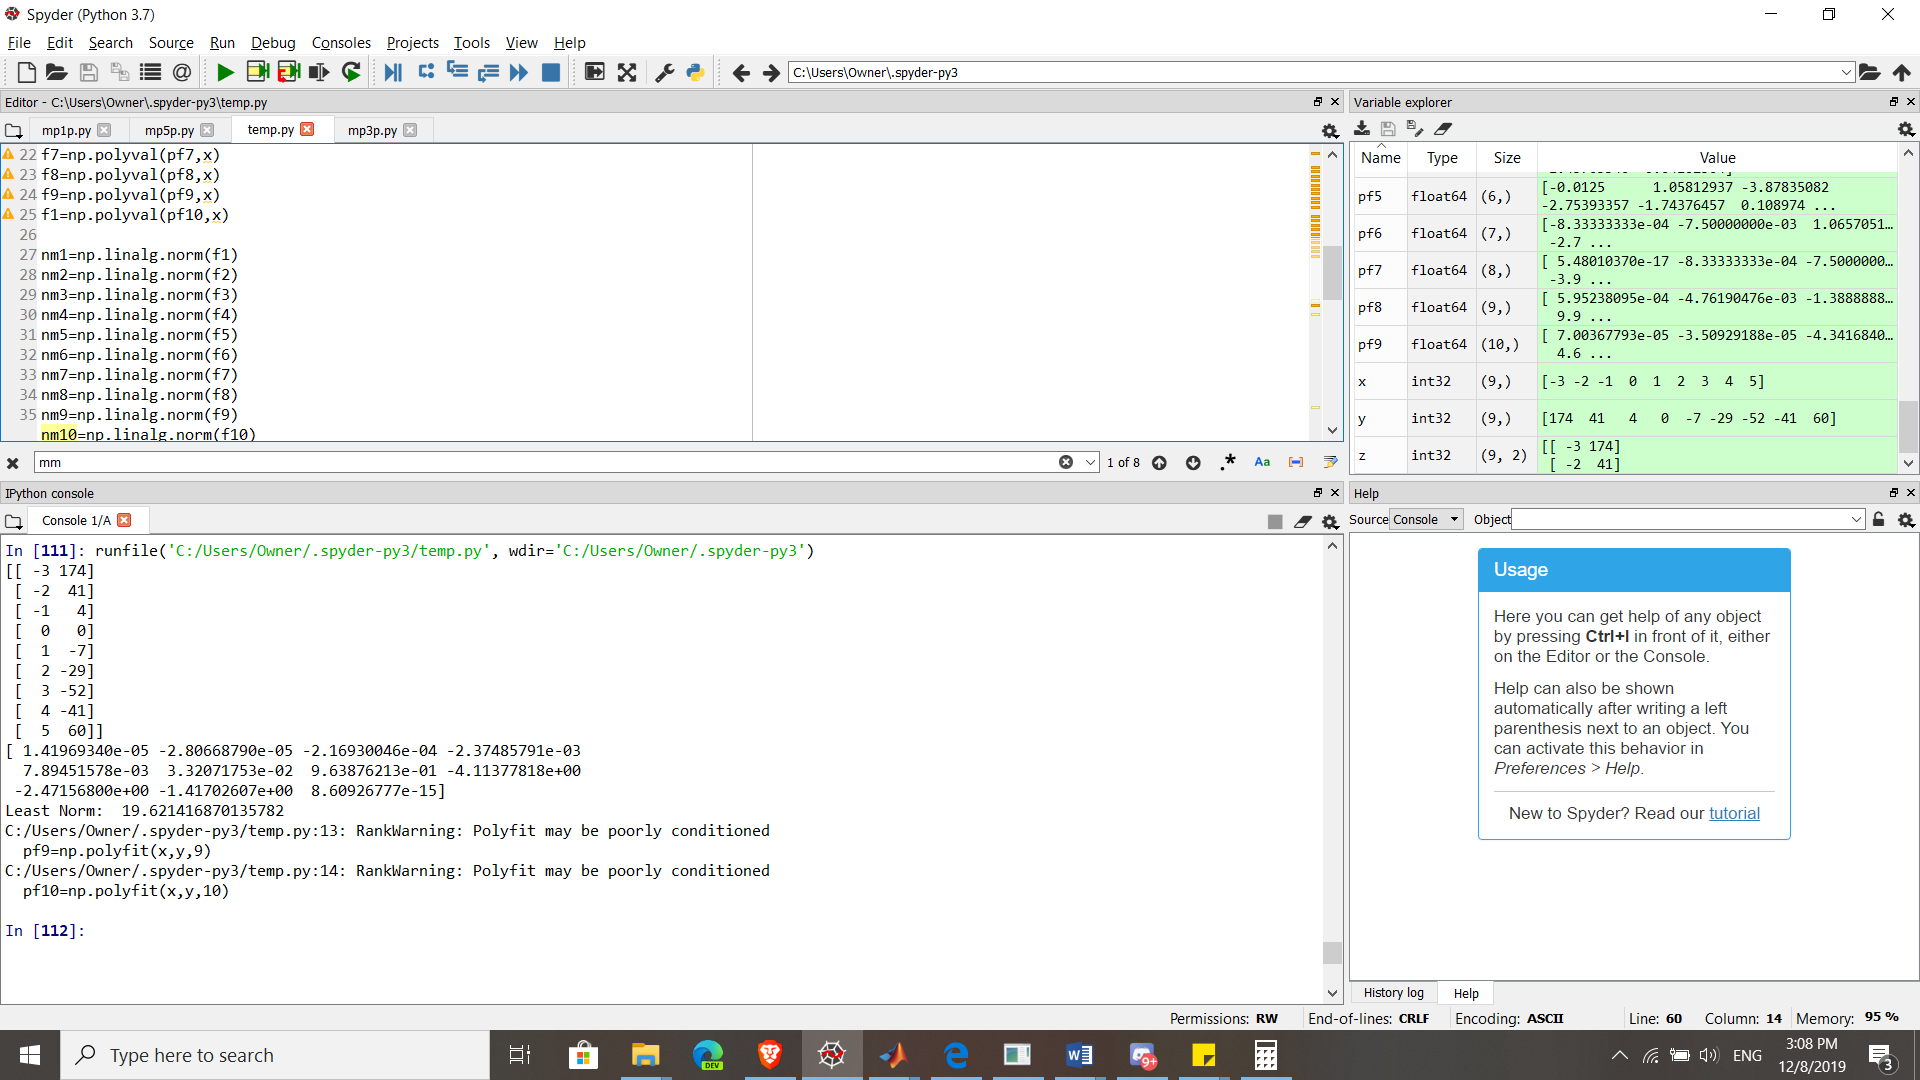 Spyder (Python 3.7)
File Edit Search Source Run Debug Consoles Projects Tools View Help
C:\Users\Owner\.spyder-py3
Editor - C:\Users\Owner\.spyder-py3\temp.py
mp1p.py mp5p.py temp.py mp3p.py
22 f7=np.polyval(pf7,x)
23 f8=np.polyval(pf8,x)
24 f9=np.polyval(pf9,x)
25 f1=np.polyval(pf10,x)
26
27 nm1=np.linalg.norm(f1)
28 nm2=np.linalg.norm(f2)
29 nm3=np.linalg.norm(f3)
30 nm4=np.linalg.norm(f4)
31 nm5=np.linalg.norm(f5)
32 nm6=np.linalg.norm(f6)
33 nm7=np.linalg.norm(f7)
34 nm8=np.linalg.norm(f8)
35 nm9=np.linalg.norm(f9)
nm10=np.linalg.norm(f10)
mm
1 of 8
Aa
IPython console
Console 1/A
In [111]: runfile('C:/Users/Owner/.spyder-py3/temp.py', wdir='C:/Users/Owner/.spyder-py3')
[[ -3 174]
[ -2 41]
[ -1 4]
[ 0 0]
[ 1 -7]
[ 2 -29]
[ 3 -52]
[ 4 -41]
[ 5 60]]
[ 1.41969340e-05 -2.80668790e-05 -2.16930046e-04 -2.37485791e-03
7.89451578e-03 3.32071753e-02 9.63876213e-01 -4.11377818e+00
-2.47156800e+00 -1.41702607e+00 8.60926777e-15]
Least Norm: 19.621416870135782
C:/Users/Owner/.spyder-py3/temp.py:13: RankWarning: Polyfit may be poorly conditioned
pf9=np.polyfit(x,y,9)
C:/Users/Owner/.spyder-py3/temp.py:14: RankWarning: Polyfit may be poorly conditioned
pf10=np.polyfit(x,y,10)
In [112]:
Variable explorer
Name Type Size Value
pf5 float64 (6,) [-0.0125 1.05812937 -3.87835082
-2.75393357 -1.74376457 0.108974 ...
pf6 float64 (7,) [-8.33333333e-04 -7.50000000e-03 1.0657051...
-2.7 ...
pf7 float64 (8,) [ 5.48010370e-17 -8.33333333e-04 -7.5000000...
-3.9 ...
pf8 float64 (9,) [ 5.95238095e-04 -4.76190476e-03 -1.3888888...
9.9 ...
pf9 float64 (10,) [ 7.00367793e-05 -3.50929188e-05 -4.3416840...
4.6 ...
x int32 (9,) [-3 -2 -1 0 1 2 3 4 5]
y int32 (9,) [174 41 4 0 -7 -29 -52 -41 60]
z int32 (9, 2) [[ -3 174]
[ -2 41]
Help
Source Console Object
Usage
Here you can get help of any object
by pressing Ctrl+I in front of it, either
on the Editor or the Console.
Help can also be shown
automatically after writing a left
parenthesis next to an object. You
can activate this behavior in
Preferences > Help.
New to Spyder? Read our tutorial
History log Help
Permissions: RW End-of-lines: CRLF Encoding: ASCII Line: 60 Column: 14 Memory: 95 %
Type here to search
DEV
9+
ENG
3:08 PM
12/8/2019
3